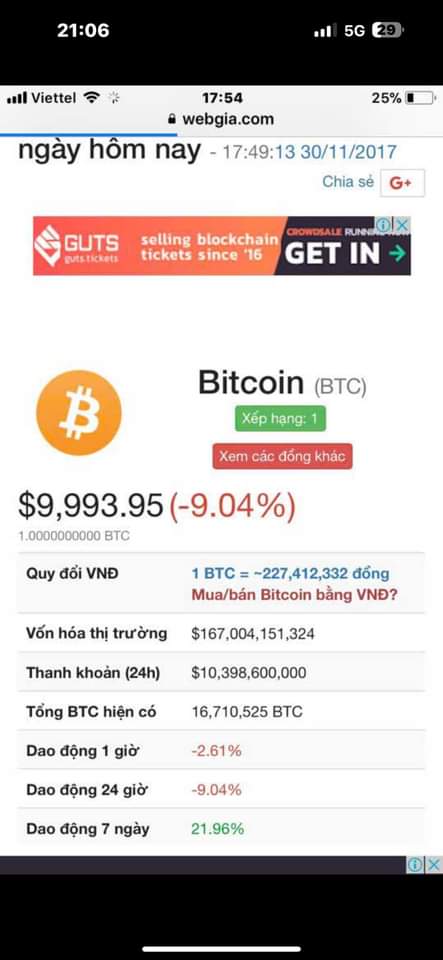 21:06 5G 29
Viettel 17:54 25%
webgia.com
ngày hôm nay - 17:49:13 30/11/2017
Chia sẻ G+
GUTS
guts.tickets
selling blockchain
tickets since '16
CROWDSALE RUNNING
GET IN →
Bitcoin (BTC)
Xếp hạng: 1
Xem các đồng khác
$9,993.95 (-9.04%)
1.0000000000 BTC
Quy đổi VNĐ 1 BTC = ~227,412,332 đồng
Mua/bán Bitcoin bằng VNĐ?
Vốn hóa thị trường $167,004,151,324
Thanh khoản (24h) $10,398,600,000
Tổng BTC hiện có 16,710,525 BTC
Dao động 1 giờ -2.61%
Dao động 24 giờ -9.04%
Dao động 7 ngày 21.96%